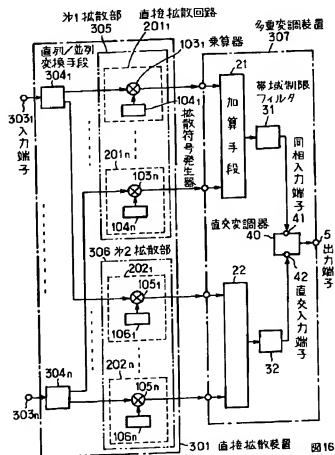 多重変調装置
307
直接拡散回路
201₁
沖1拡散部
305
直列/並列
変換手段
304₁
103₁
乗算器
104₁
拡散符号発生器
303₁
入力端子
21
加算手段
帯域制限
フィルタ
31
同相入力端子
41
201n
103n
104n
直交変調器
40
5
出力端子
42
直交入力端子
306 沖2拡散部
202₁
105₁
106₁
22
32
202n
105n
106n
304n
303n
301 直接拡散装置
図16